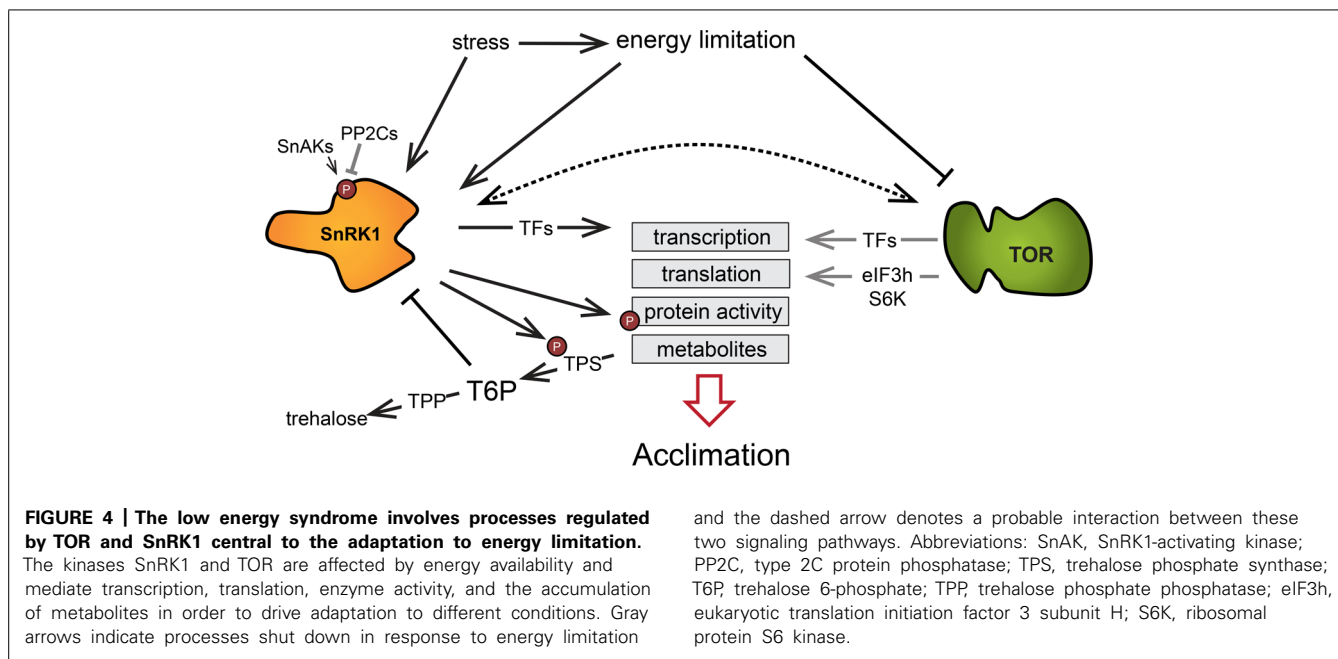 stress
energy limitation
PP2Cs
SnAKs
P
SnRK1
TFs
transcription
TFs
TOR
translation
eIF3h
S6K
P
protein activity
P
metabolites
TPS
T6P
TPP
trehalose
Acclimation
FIGURE 4 | The low energy syndrome involves processes regulated
by TOR and SnRK1 central to the adaptation to energy limitation.
The kinases SnRK1 and TOR are affected by energy availability and
mediate transcription, translation, enzyme activity, and the accumulation
of metabolites in order to drive adaptation to different conditions. Gray
arrows indicate processes shut down in response to energy limitation
and the dashed arrow denotes a probable interaction between these
two signaling pathways. Abbreviations: SnAK, SnRK1-activating kinase;
PP2C, type 2C protein phosphatase; TPS, trehalose phosphate synthase;
T6P, trehalose 6-phosphate; TPP, trehalose phosphate phosphatase; eIF3h,
eukaryotic translation initiation factor 3 subunit H; S6K, ribosomal
protein S6 kinase.